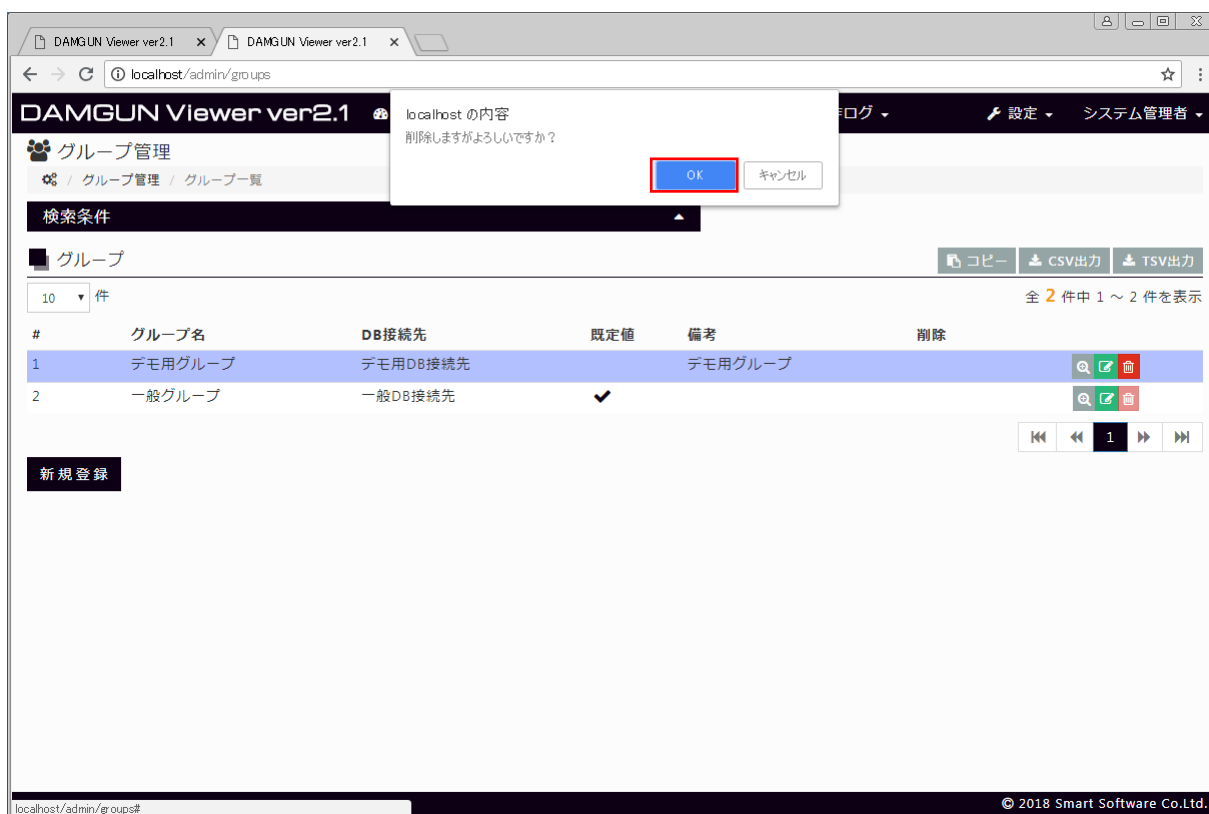 DAMGUN Viewer ver2.1 DAMGUN Viewer ver2.1
localhost/admin/groups
DAMGUN Viewer ver2.1 ログ 設定 システム管理者
localhost の内容
削除しますがよろしいですか？
OK キャンセル
グループ管理
/ グループ管理 / グループ一覧
検索条件
グループ コピー CSV出力 TSV出力
10 件 全 2 件中 1 ～ 2 件を表示
# グループ名 DB接続先 既定値 備考 削除
1 デモ用グループ デモ用DB接続先 デモ用グループ
2 一般グループ 一般DB接続先
1
新規登録
localhost/admin/groups#
© 2018 Smart Software Co.Ltd.